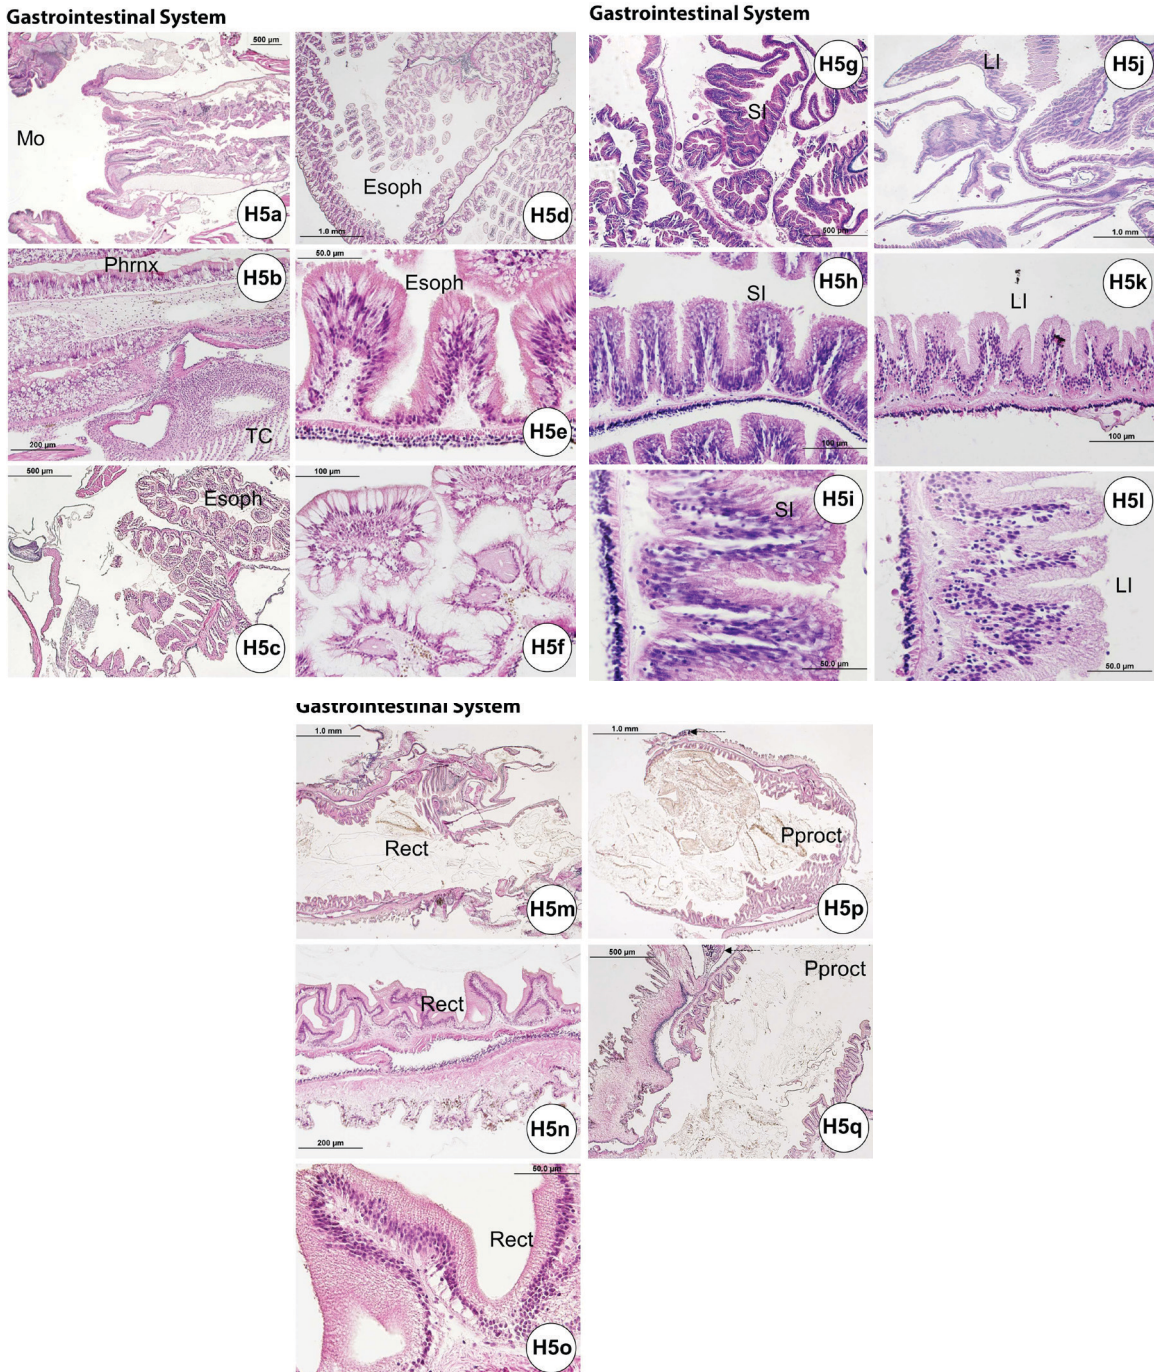 Gastrointestinal System
500 µm
Mo
H5a
Esoph
1.0 mm
H5d
Phrnx
H5b
200 µm
TC
50.0 µm
Esoph
H5e
500 µm
Esoph
H5c
100 µm
H5f
Gastrointestinal System
H5g
SI
500 µm
LI
H5j
1.0 mm
SI
H5h
100 µm
LI
H5k
100 µm
SI
H5i
50.0 µm
H5l
LI
50.0 µm
Gastrointestinal System
1.0 mm
Rect
H5m
1.0 mm
Pproct
H5p
Rect
H5n
200 µm
500 µm
Pproct
H5q
50.0 µm
Rect
H5o